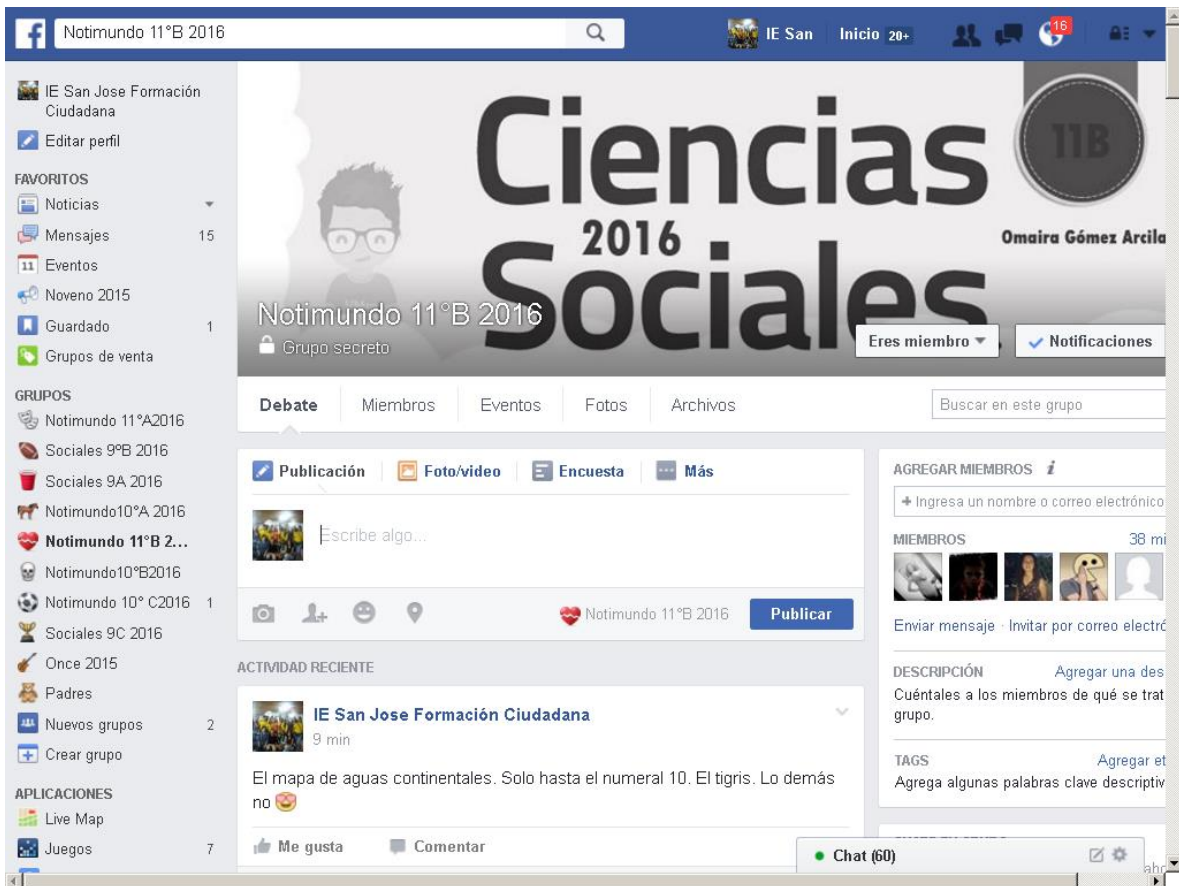 Notimundo 11°B 2016
IE San
Inicio 20+
16
IE San Jose Formación
Ciudadana
Editar perfil
FAVORITOS
Noticias
Mensajes 15
11 Eventos
Noveno 2015
Guardado 1
Grupos de venta
GRUPOS
Notimundo 11°A2016
Sociales 9ºB 2016
Sociales 9A 2016
Notimundo10°A 2016
Notimundo 11°B 2...
Notimundo10°B2016
Notimundo 10° C2016 1
Sociales 9C 2016
Once 2015
Padres
Nuevos grupos 2
Crear grupo
APLICACIONES
Live Map
Juegos 7
Ciencias
2016
Sociales
11B
Omaira Gómez Arcila
Notimundo 11°B 2016
Grupo secreto
Eres miembro
Notificaciones
Debate Miembros Eventos Fotos Archivos
Buscar en este grupo
Publicación Foto/video Encuesta Más
Escribe algo...
Notimundo 11°B 2016 Publicar
ACTIVIDAD RECIENTE
IE San Jose Formación Ciudadana
9 min
El mapa de aguas continentales. Solo hasta el numeral 10. El tigris. Lo demás
no
Me gusta Comentar
AGREGAR MIEMBROS i
+ Ingresa un nombre o correo electrónico
MIEMBROS 38 mi
Enviar mensaje · Invitar por correo electró
DESCRIPCIÓN Agregar una des
Cuéntales a los miembros de qué se trat
grupo.
TAGS Agregar et
Agrega algunas palabras clave descriptiv
Chat (60)